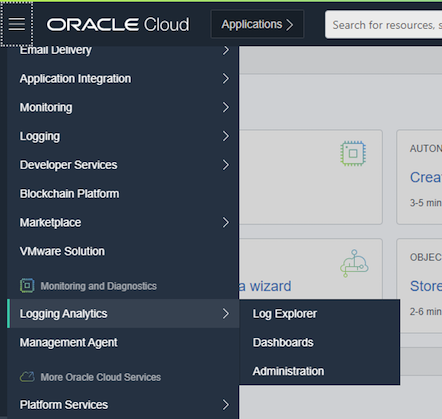 ORACLE Cloud
Applications
Search for resources, s
Email Delivery
Application Integration
Monitoring
Logging
Developer Services
Blockchain Platform
Marketplace
VMware Solution
Monitoring and Diagnostics
Logging Analytics
Management Agent
More Oracle Cloud Services
Platform Services
Log Explorer
Dashboards
Administration
a wizard
AUTON
Crea
3-5 min
OBJEC
Store
2-6 min